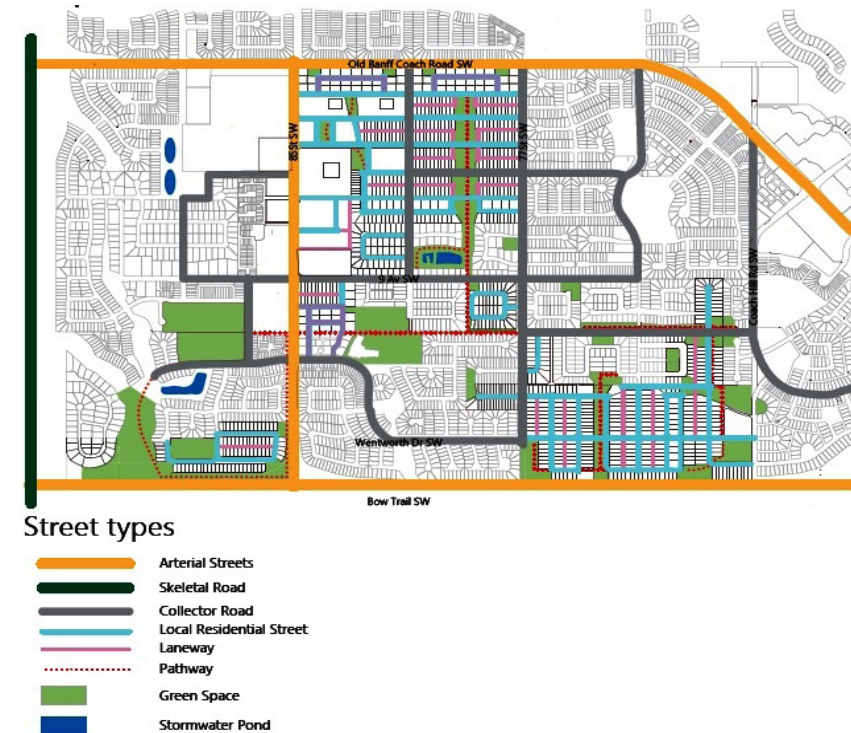 Old Banff Coach Road SW
85St SW
77St SW
Coach Hill Rd SW
9 Av SW
Wentworth Dr SW
Bow Trail SW
Street types
Arterial Streets
Skeletal Road
Collector Road
Local Residential Street
Laneway
Pathway
Green Space
Stormwater Pond